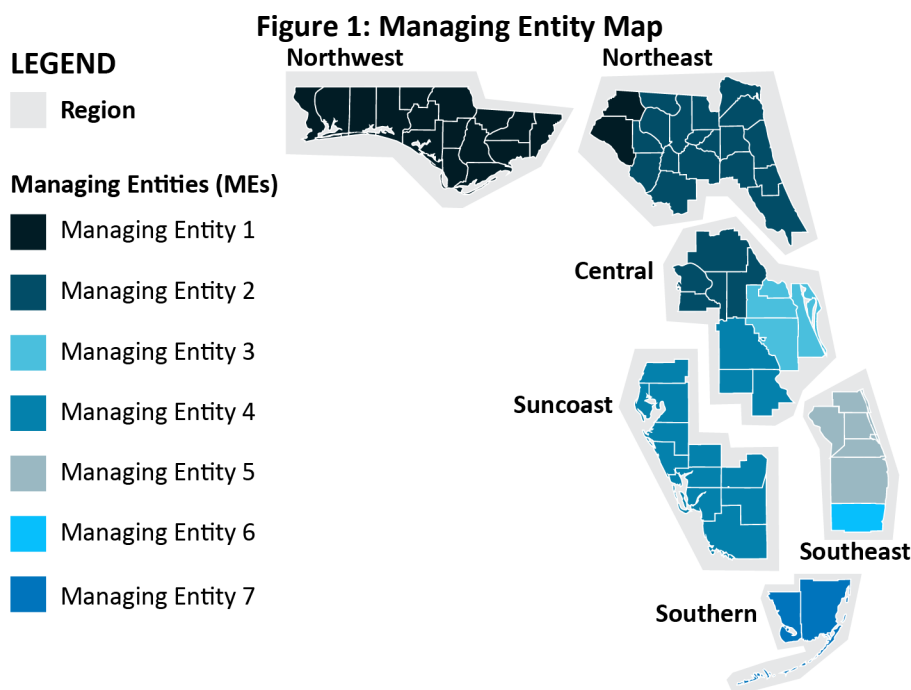 Figure 1: Managing Entity Map
LEGEND
Region
Managing Entities (MEs)
Managing Entity 1
Managing Entity 2
Managing Entity 3
Managing Entity 4
Managing Entity 5
Managing Entity 6
Managing Entity 7
Northwest
Northeast
Central
Suncoast
Southeast
Southern